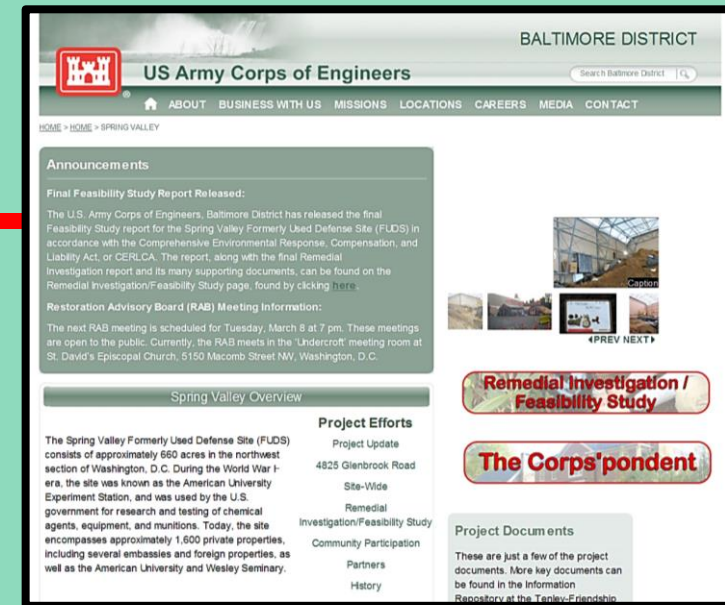 BALTIMORE DISTRICT
US Army Corps of Engineers
®
Search Baltimore District
ABOUT BUSINESS WITH US MISSIONS LOCATIONS CAREERS MEDIA CONTACT
HOME > HOME > SPRING VALLEY
Announcements
Final Feasibility Study Report Released:
The U.S. Army Corps of Engineers, Baltimore District has released the final
Feasibility Study report for the Spring Valley Formerly Used Defense Site (FUDS) in
accordance with the Comprehensive Environmental Response, Compensation, and
Liability Act, or CERLCA. The report, along with the final Remedial
Investigation report and its many supporting documents, can be found on the
Remedial Investigation/Feasibility Study page, found by clicking here.
Restoration Advisory Board (RAB) Meeting Information:
The next RAB meeting is scheduled for Tuesday, March 8 at 7 pm. These meetings
are open to the public. Currently, the RAB meets in the 'Undercroft' meeting room at
St. David's Episcopal Church, 5150 Macomb Street NW, Washington, D.C.
Caption
PREV NEXT
Spring Valley Overview
The Spring Valley Formerly Used Defense Site (FUDS)
consists of approximately 660 acres in the northwest
section of Washington, D.C. During the World War I-
era, the site was known as the American University
Experiment Station, and was used by the U.S.
government for research and testing of chemical
agents, equipment, and munitions. Today, the site
encompasses approximately 1,600 private properties,
including several embassies and foreign properties, as
well as the American University and Wesley Seminary.
Project Efforts
Project Update
4825 Glenbrook Road
Site-Wide
Remedial
Investigation/Feasibility Study
Community Participation
Partners
History
Remedial Investigation /
Feasibility Study
The Corps'pondent
Project Documents
These are just a few of the project
documents. More key documents can
be found in the Information
Repository at the Tenley-Friendship